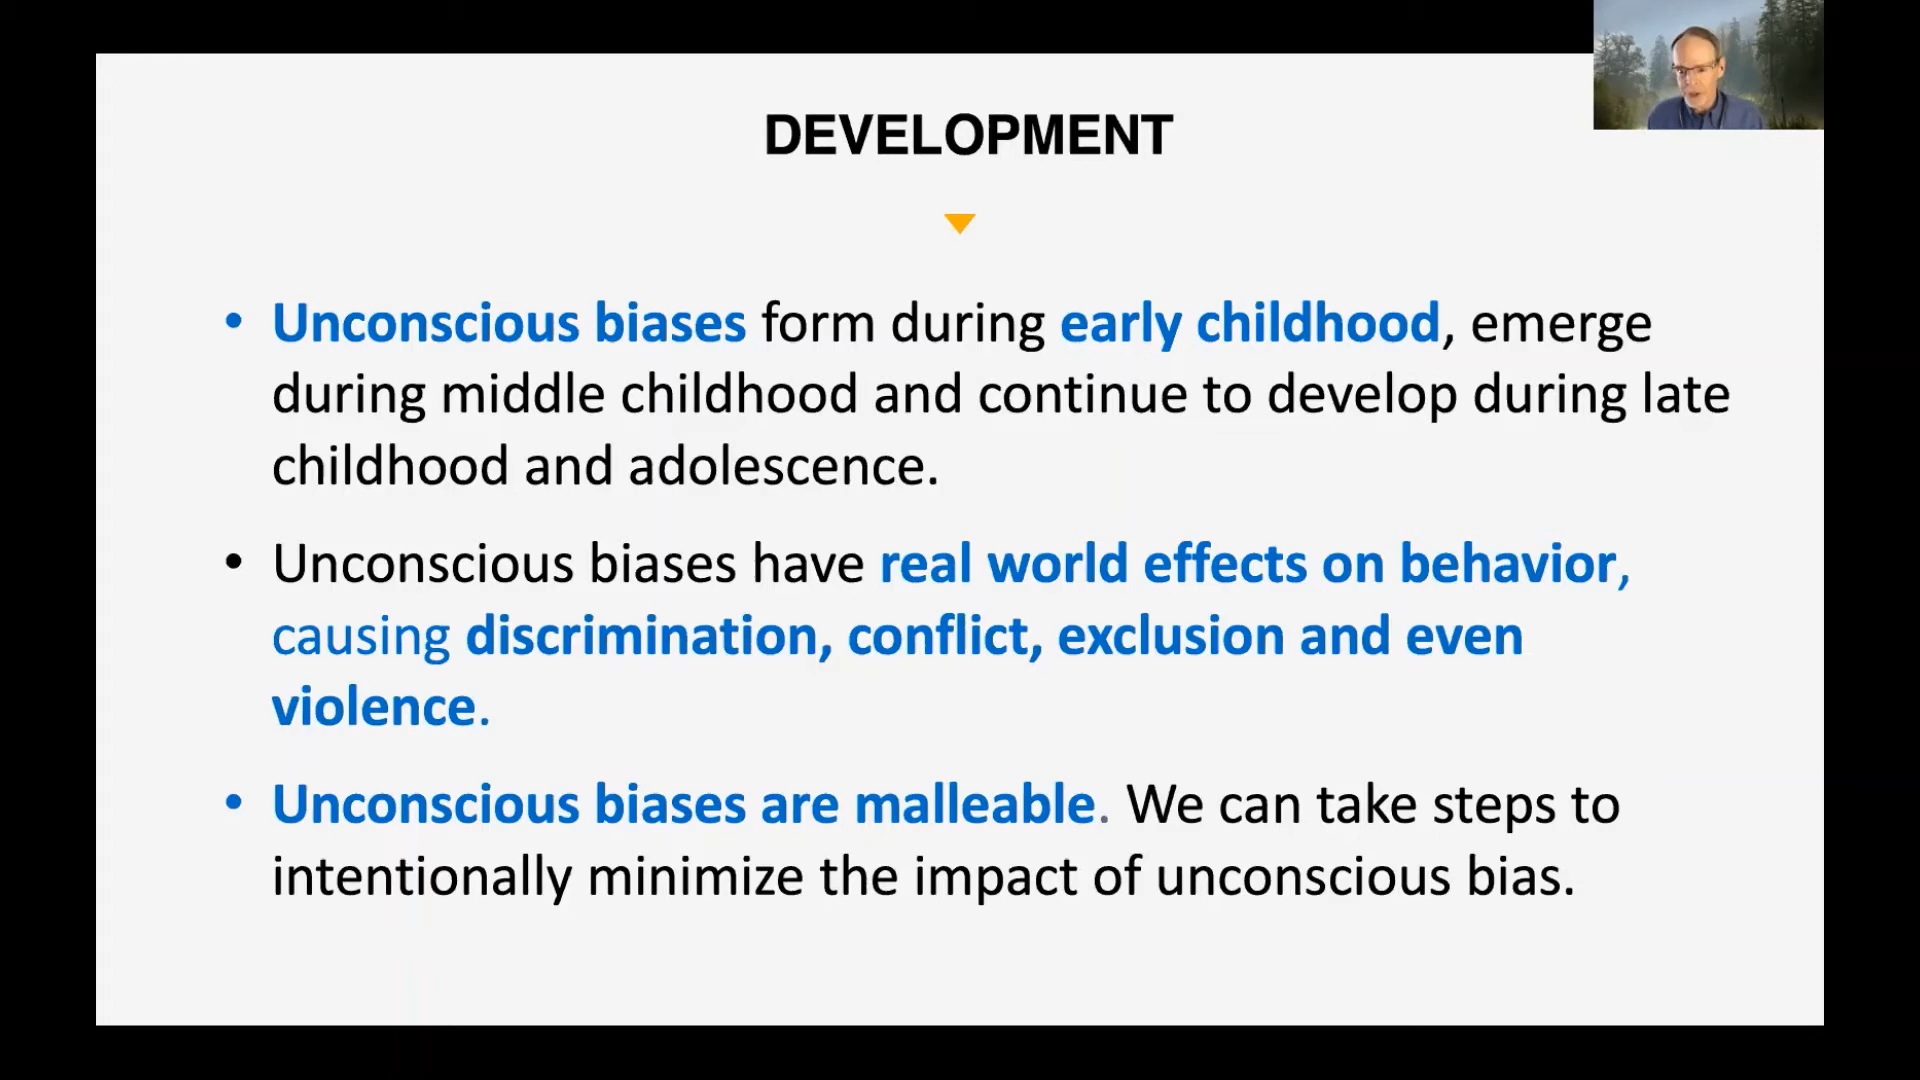 DEVELOPMENT
• Unconscious biases form during early childhood, emerge
during middle childhood and continue to develop during late
childhood and adolescence.
• Unconscious biases have real world effects on behavior,
causing discrimination, conflict, exclusion and even
violence.
• Unconscious biases are malleable. We can take steps to
intentionally minimize the impact of unconscious bias.